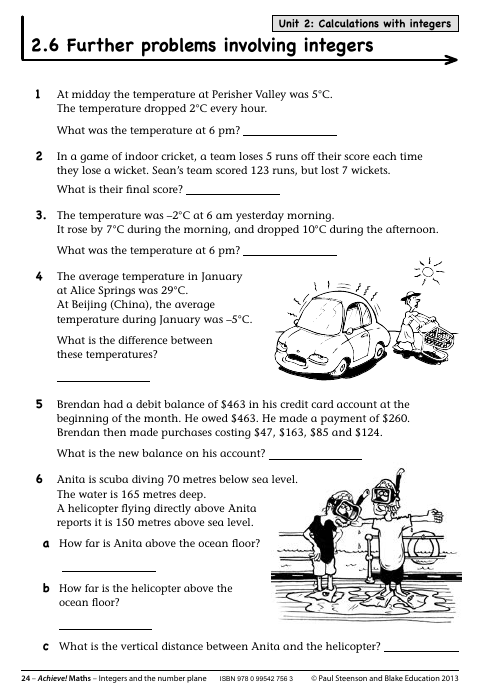 Unit 2: Calculations with integers
2.6 Further problems involving integers
1 At midday the temperature at Perisher Valley was 5°C.
The temperature dropped 2°C every hour.
What was the temperature at 6 pm?
2 In a game of indoor cricket, a team loses 5 runs off their score each time
they lose a wicket. Sean's team scored 123 runs, but lost 7 wickets.
What is their final score?
3. The temperature was –2°C at 6 am yesterday morning.
It rose by 7°C during the morning, and dropped 10°C during the afternoon.
What was the temperature at 6 pm?
4 The average temperature in January
at Alice Springs was 29°C.
At Beijing (China), the average
temperature during January was –5°C.
What is the difference between
these temperatures?
5 Brendan had a debit balance of $463 in his credit card account at the
beginning of the month. He owed $463. He made a payment of $260.
Brendan then made purchases costing $47, $163, $85 and $124.
What is the new balance on his account?
6 Anita is scuba diving 70 metres below sea level.
The water is 165 metres deep.
A helicopter flying directly above Anita
reports it is 150 metres above sea level.
a How far is Anita above the ocean floor?
b How far is the helicopter above the
ocean floor?
c What is the vertical distance between Anita and the helicopter?
24 – Achieve! Maths – Integers and the number plane ISBN 978 0 99542 756 3 © Paul Steenson and Blake Education 2013